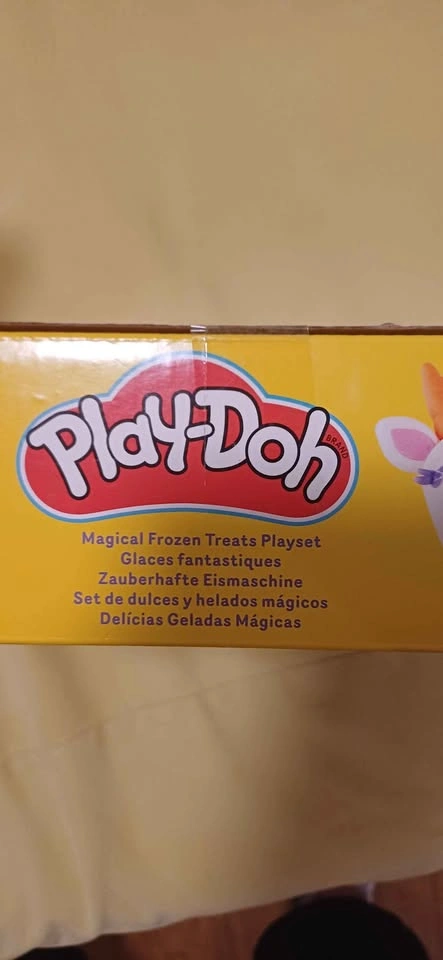 Play-Doh
BRAND
Magical Frozen Treats Playset
Glaces fantastiques
Zauberhafte Eismaschine
Set de dulces y helados mágicos
Delícias Geladas Mágicas